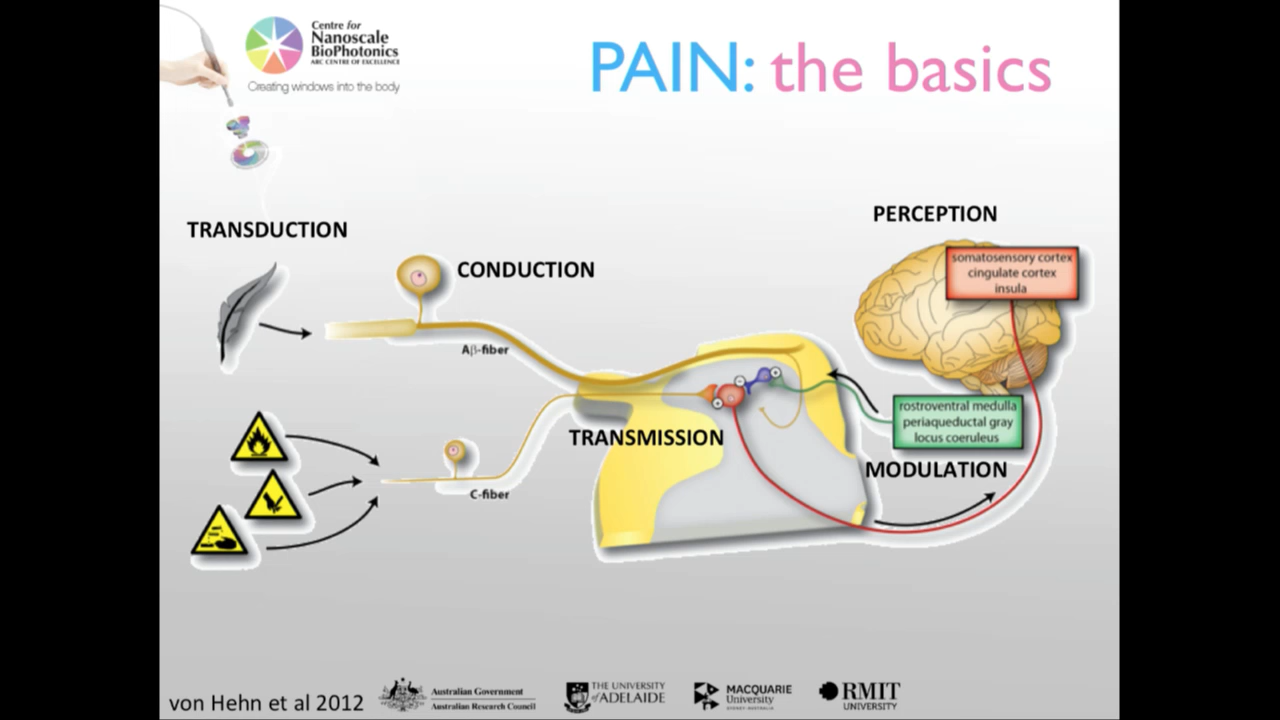 Centre for
Nanoscale
BioPhotonics
ARC CENTRE OF EXCELLENCE
Creating windows into the body
PAIN: the basics
TRANSDUCTION
CONDUCTION
Aβ-fiber
C-fiber
TRANSMISSION
PERCEPTION
somatosensory cortex
cingulate cortex
insula
rostroventral medulla
periaqueductal gray
locus coeruleus
MODULATION
von Hehn et al 2012
Australian Government
Australian Research Council
THE UNIVERSITY
of ADELAIDE
MACQUARIE
University
SYDNEY·AUSTRALIA
RMIT
UNIVERSITY